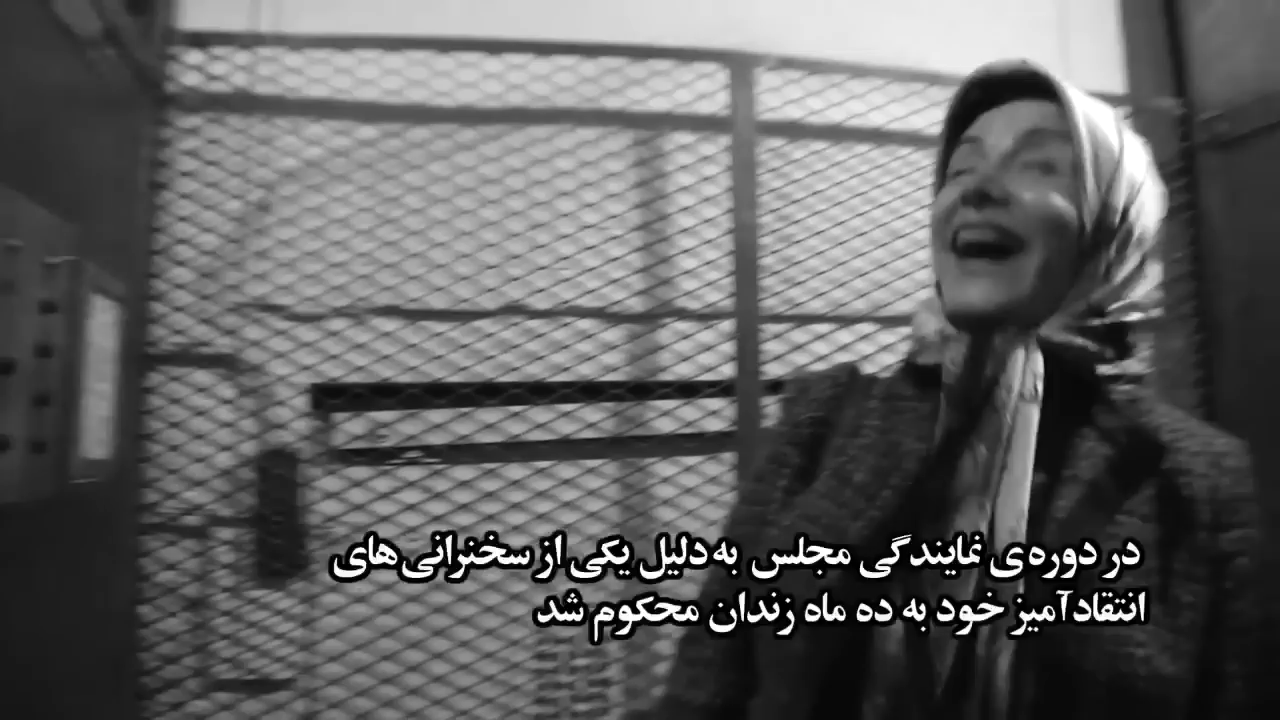 در دوره‌ی نمایندگی مجلس به‌دلیل یکی از سخنرانی‌های
انتقادآمیز خود به ده ماه زندان محکوم شد